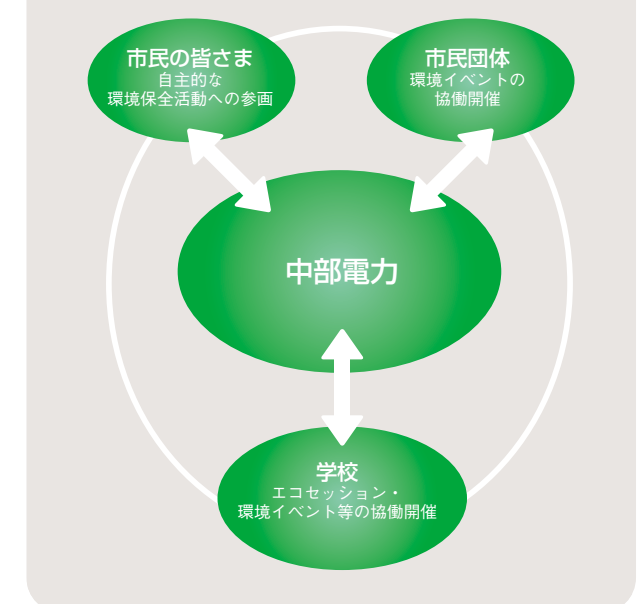 市民の皆さま
自主的な
環境保全活動への参画
市民団体
環境イベントの
協働開催
中部電力
学校
エコセッション・
環境イベント等の協働開催